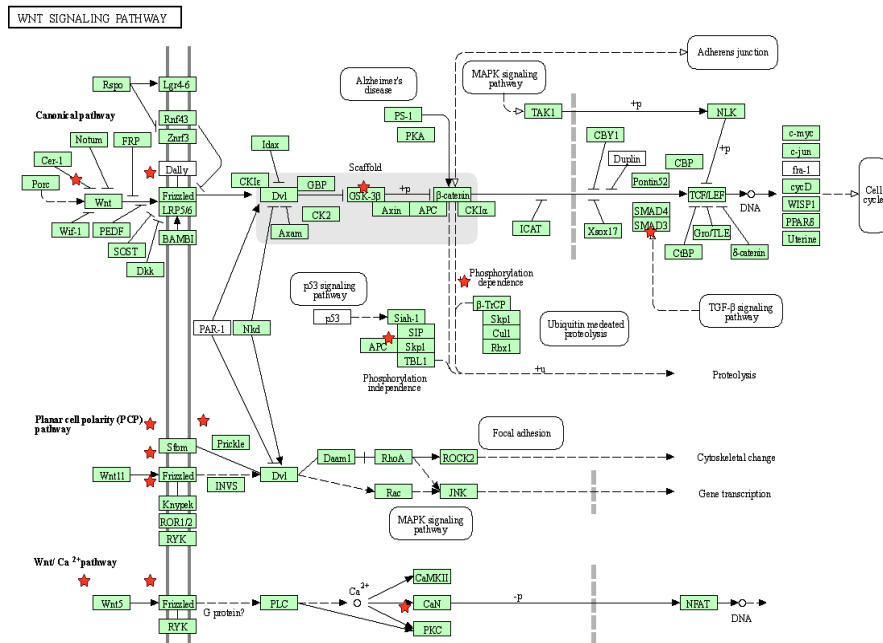 WNT SIGNALING PATHWAY
Adherens junction
Alzheimer's
disease
MAPK signaling
pathway
Rspo
Lgr4-6
PS-1
TAK1
+p
NLK
Rnf43
Canonical pathway
Znrf3
PKA
CBY1
+p
c-myc
Notum
FRP
Idax
Duplin
CBP
c-jun
Cer-1
Dally
Scaffold
fra-1
Porc
CKIε
GBP
Pontin52
cycD
Cell
cycle
Wnt
Frizzled
Dvl
GSK-3β
+p
β-catenin
TCF/LEF
DNA
WISP1
LRP5/6
Axin
APC
CKIα
SMAD4
PPARδ
CK2
SMAD3
Wif-1
PEDF
Axam
ICAT
Xsox17
Gro/TLE
Uterine
SOST
BAMBI
CtBP
δ-catenin
Dkk
p53 signaling
pathway
+p
Phosphorylation
dependence
TGF-β signaling
pathway
p53
Siah-1
β-TrCP
PAR-1
Nkd
SIP
Skp1
Ubiquitin mediated
proteolysis
APC
Skp1
Cul1
TBL1
Rbx1
Phosphorylation
independence
+u
Proteolysis
Planar cell polarity (PCP)
pathway
Stbm
Prickle
Focal adhesion
Daam1
RhoA
ROCK2
Cytoskeletal change
Wnt11
Frizzled
INVS
Dvl
Rac
JNK
Gene transcription
Knypek
ROR1/2
MAPK signaling
pathway
RYK
Wnt/Ca2+ pathway
CaMKII
Ca2+
Wnt5
Frizzled
G protein?
PLC
CaN
-p
NFAT
DNA
RYK
PKC